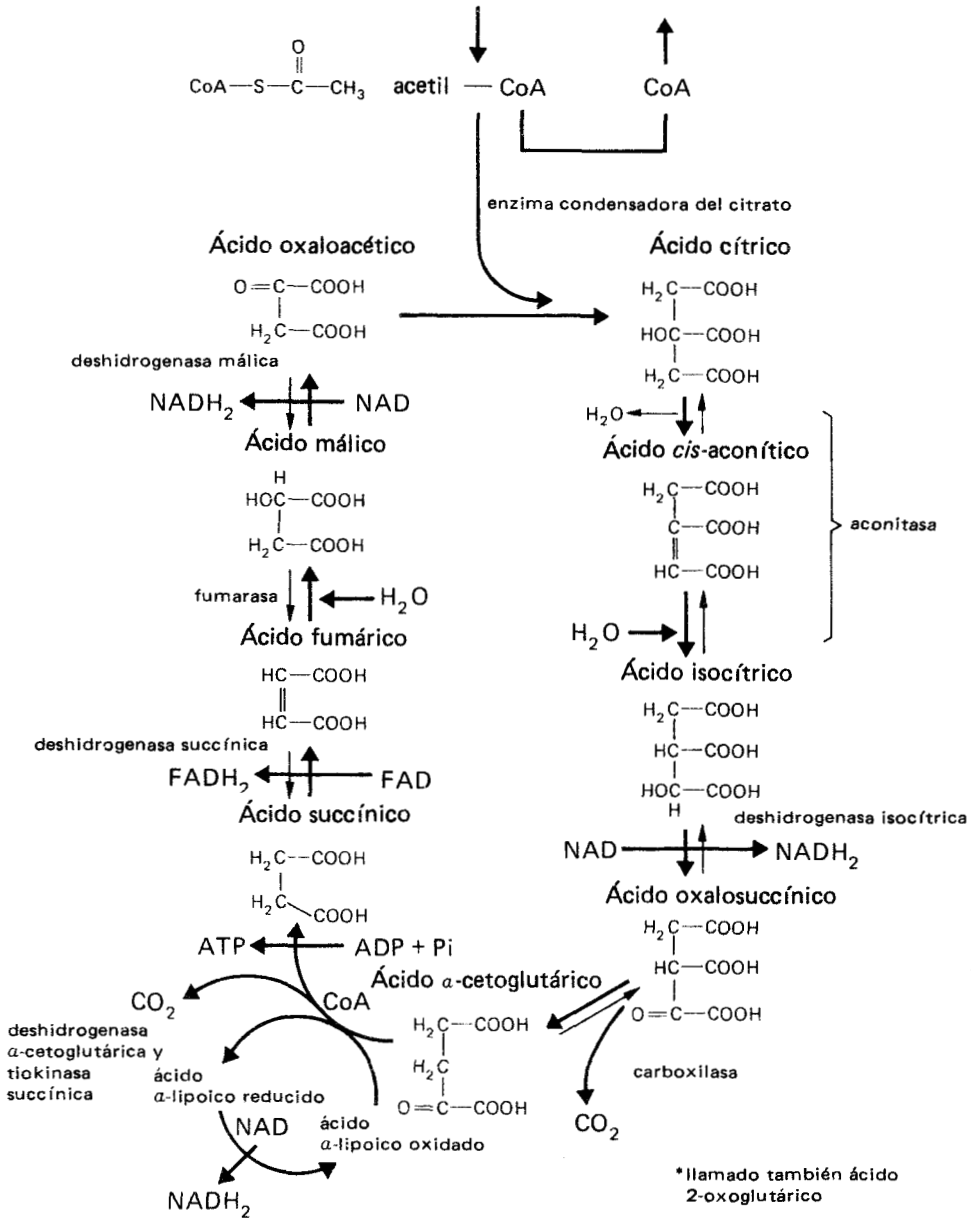 O
CoA—S—C—CH₃
acetil — CoA
CoA
enzima condensadora del citrato
Ácido oxaloacético
O=C—COOH
H₂C—COOH
deshidrogenasa málica
NADH₂
NAD
Ácido málico
H
HOC—COOH
H₂C—COOH
fumarasa
H₂O
Ácido fumárico
HC—COOH
HC—COOH
deshidrogenasa succínica
FADH₂
FAD
Ácido succínico
H₂C—COOH
H₂C—COOH
ATP
ADP + Pi
CO₂
CoA
deshidrogenasa
α-cetoglutárica y
tiokinasa
succínica
ácido
α-lipoico reducido
NAD
NADH₂
ácido
α-lipoico oxidado
Ácido cítrico
H₂C—COOH
HOC—COOH
H₂C—COOH
H₂O
Ácido cis-aconítico
H₂C—COOH
C—COOH
HC—COOH
aconitasa
H₂O
Ácido isocítrico
H₂C—COOH
HC—COOH
HOC—COOH
H
deshidrogenasa isocítrica
NAD
NADH₂
Ácido oxalosuccínico
H₂C—COOH
HC—COOH
O=C—COOH
carboxilasa
CO₂
Ácido α-cetoglutárico
H₂C—COOH
H₂C
O=C—COOH
*llamado también ácido
2-oxoglutárico